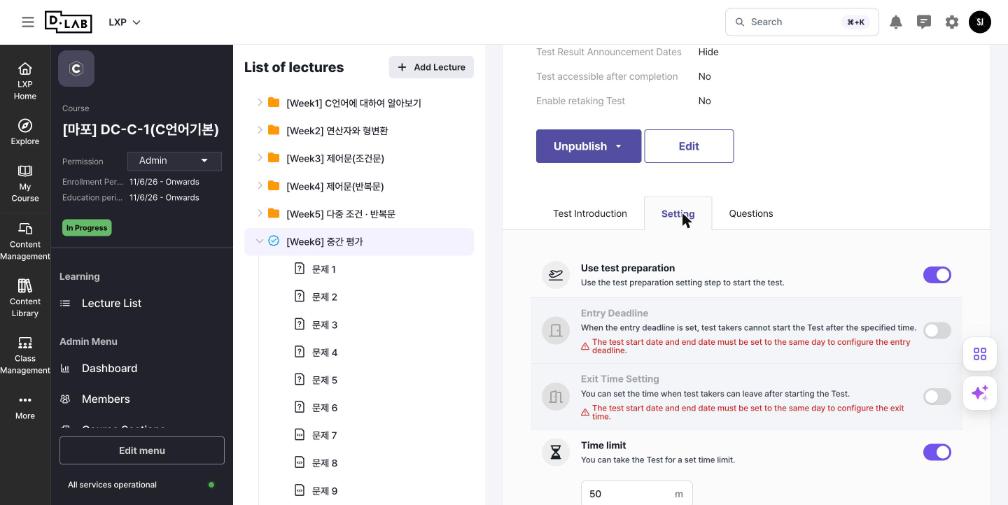 D.LAB
LXP
Search
⌘+K
SJ
LXP
Home
Explore
My
Course
Content
Management
Content
Library
Class
Management
More
C
Course
[마포] DC-C-1(C언어기본)
Permission
Admin
Enrollment Per... 11/6/26 - Onwards
Education peri... 11/6/26 - Onwards
In Progress
Learning
Lecture List
Admin Menu
Dashboard
Members
Course Sections
Edit menu
All services operational
List of lectures
+ Add Lecture
[Week1] C언어에 대하여 알아보기
[Week2] 연산자와 형변환
[Week3] 제어문(조건문)
[Week4] 제어문(반복문)
[Week5] 다중 조건 · 반복문
[Week6] 중간 평가
문제 1
문제 2
문제 3
문제 4
문제 5
문제 6
문제 7
문제 8
문제 9
Test Result Announcement Dates Hide
Test accessible after completion No
Enable retaking Test No
Unpublish
Edit
Test Introduction
Setting
Questions
Use test preparation
Use the test preparation setting step to start the test.
Entry Deadline
When the entry deadline is set, test takers cannot start the Test after the specified time.
The test start date and end date must be set to the same day to configure the entry
deadline.
Exit Time Setting
You can set the time when test takers can leave after starting the Test.
The test start date and end date must be set to the same day to configure the exit
time.
Time limit
You can take the Test for a set time limit.
50 m